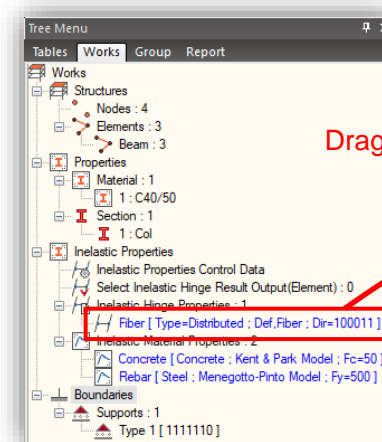 Tree Menu
Tables Works Group Report
Works
Structures
Nodes : 4
Elements : 3
Beam : 3
Drag
Properties
Material : 1
1 : C40/50
Section : 1
1 : Col
Inelastic Properties
Inelastic Properties Control Data
Select Inelastic Hinge Result Output(Element) : 0
Inelastic Hinge Properties : 1
Fiber [ Type=Distributed ; Def,Fiber ; Dir=100011 ]
Inelastic Material Properties : 2
Concrete [ Concrete ; Kent & Park Model ; Fc=50 ]
Rebar [ Steel ; Menegotto-Pinto Model ; Fy=500 ]
Boundaries
Supports : 1
Type 1 [ 1111110 ]